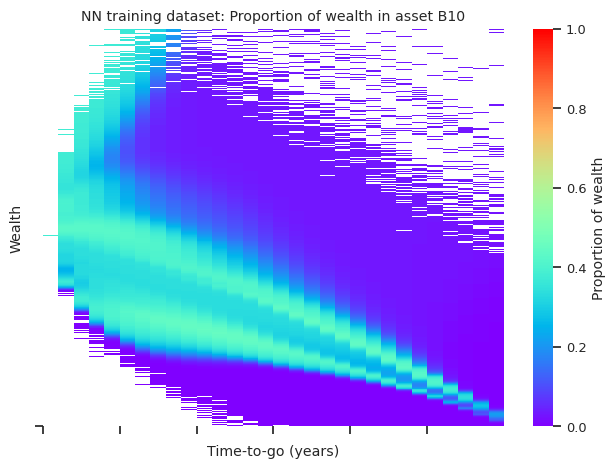 NN training dataset: Proportion of wealth in asset B10
Wealth
Time-to-go (years)
1.0
0.8
0.6
0.4
0.2
0.0
Proportion of wealth